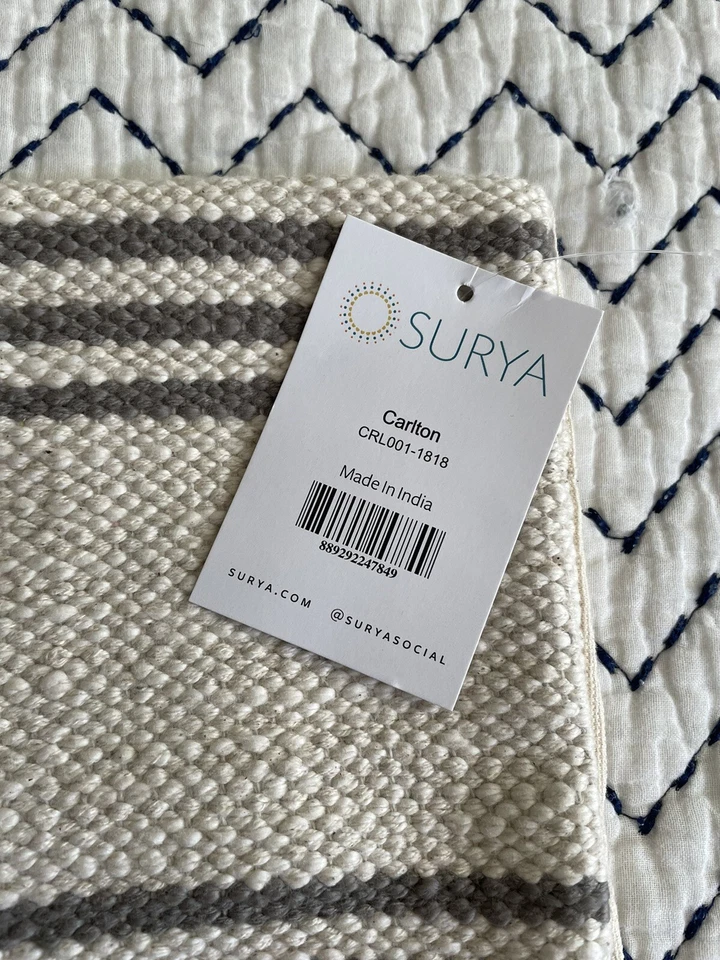 SURYA
Carlton
CRL001-1818
Made In India
889292247849
SURYA.COM @SURYASOCIAL